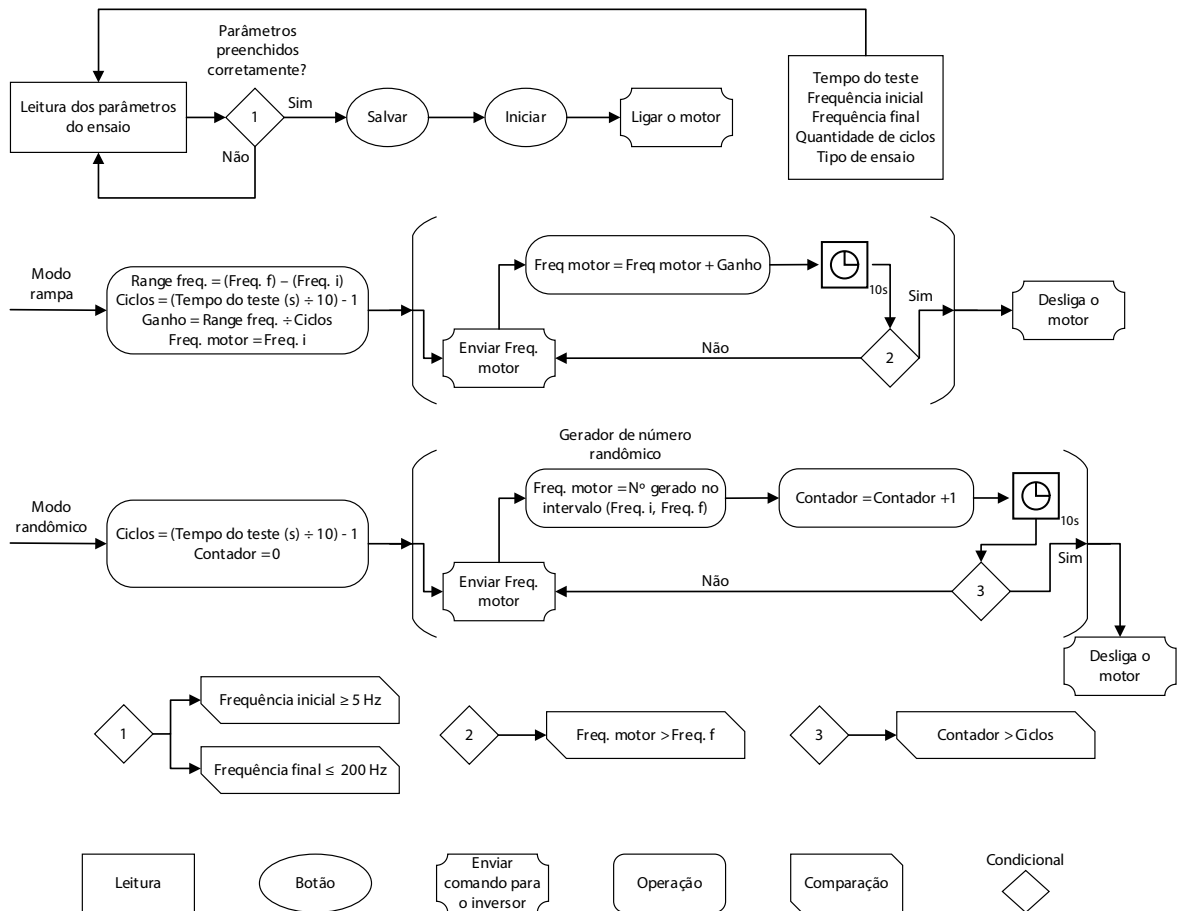 Parâmetros
preenchidos
corretamente?
Leitura dos parâmetros
do ensaio
1
Sim
Não
Salvar
Iniciar
Ligar o motor
Tempo do teste
Frequência inicial
Frequência final
Quantidade de ciclos
Tipo de ensaio
Modo
rampa
Range freq. = (Freq. f) – (Freq. i)
Ciclos = (Tempo do teste (s) ÷ 10) - 1
Ganho = Range freq. ÷ Ciclos
Freq. motor = Freq. i
Enviar Freq.
motor
Freq motor = Freq motor + Ganho
10s
2
Sim
Não
Desliga o
motor
Modo
randômico
Ciclos = (Tempo do teste (s) ÷ 10) - 1
Contador = 0
Enviar Freq.
motor
Gerador de número
randômico
Freq. motor = Nº gerado no
intervalo (Freq. i, Freq. f)
Contador = Contador +1
10s
3
Sim
Não
Desliga o
motor
1
Frequência inicial ≥ 5 Hz
Frequência final ≤ 200 Hz
2
Freq. motor > Freq. f
3
Contador > Ciclos
Leitura
Botão
Enviar
comando para
o inversor
Operação
Comparação
Condicional